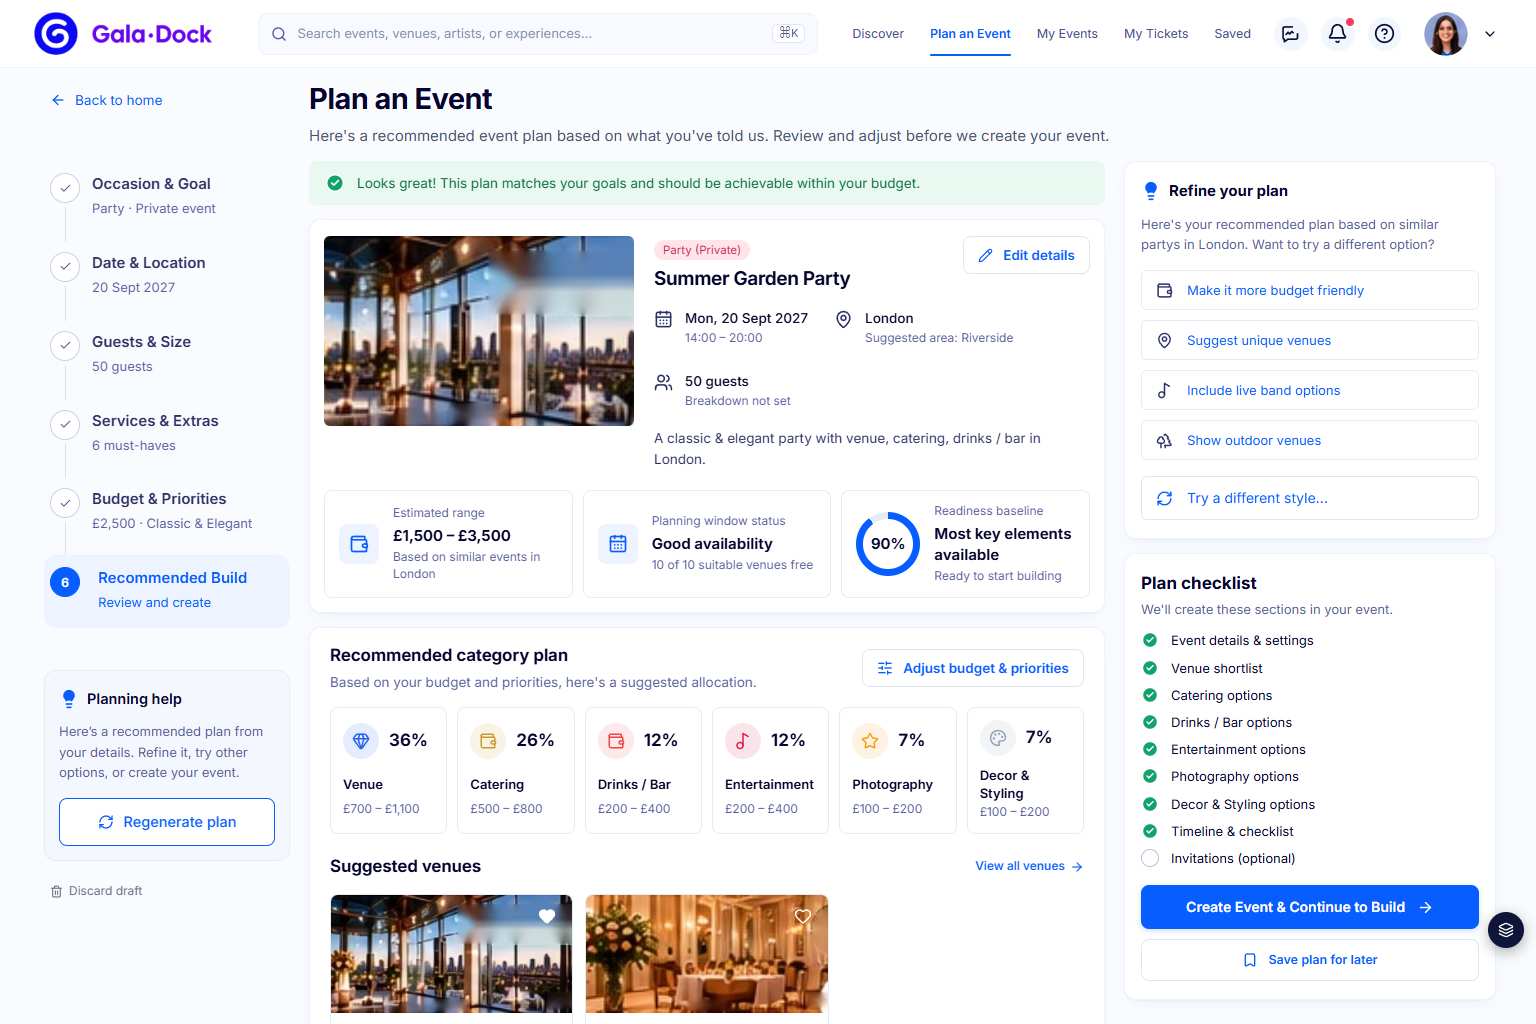 Gala·Dock
Search events, venues, artists, or experiences...
⌘K
Discover
Plan an Event
My Events
My Tickets
Saved
Back to home
Plan an Event
Here's a recommended event plan based on what you've told us. Review and adjust before we create your event.
Occasion & Goal
Party · Private event
Date & Location
20 Sept 2027
Guests & Size
50 guests
Services & Extras
6 must-haves
Budget & Priorities
£2,500 · Classic & Elegant
6
Recommended Build
Review and create
Planning help
Here's a recommended plan from
your details. Refine it, try other
options, or create your event.
Regenerate plan
Discard draft
Looks great! This plan matches your goals and should be achievable within your budget.
Party (Private)
Edit details
Summer Garden Party
Mon, 20 Sept 2027
14:00 – 20:00
London
Suggested area: Riverside
50 guests
Breakdown not set
A classic & elegant party with venue, catering, drinks / bar in
London.
Estimated range
£1,500 – £3,500
Based on similar events in
London
Planning window status
Good availability
10 of 10 suitable venues free
90%
Readiness baseline
Most key elements
available
Ready to start building
Recommended category plan
Based on your budget and priorities, here's a suggested allocation.
Adjust budget & priorities
36%
Venue
£700 – £1,100
26%
Catering
£500 – £800
12%
Drinks / Bar
£200 – £400
12%
Entertainment
£200 – £400
7%
Photography
£100 – £200
7%
Decor &
Styling
£100 – £200
Suggested venues
View all venues
Refine your plan
Here's your recommended plan based on similar
partys in London. Want to try a different option?
Make it more budget friendly
Suggest unique venues
Include live band options
Show outdoor venues
Try a different style...
Plan checklist
We'll create these sections in your event.
Event details & settings
Venue shortlist
Catering options
Drinks / Bar options
Entertainment options
Photography options
Decor & Styling options
Timeline & checklist
Invitations (optional)
Create Event & Continue to Build
Save plan for later